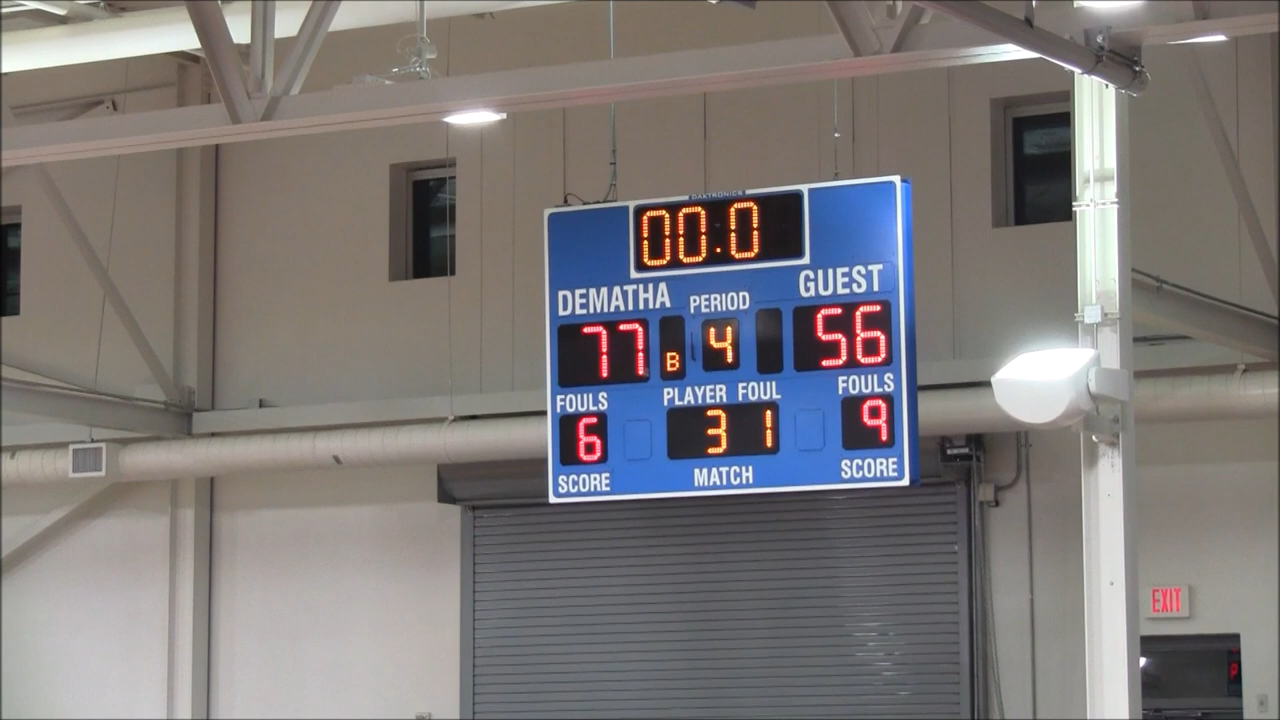 DAKTRONICS
00.0
DEMATHA PERIOD GUEST
77 B 4 56
FOULS PLAYER FOUL FOULS
6 3 1 9
SCORE MATCH SCORE
EXIT